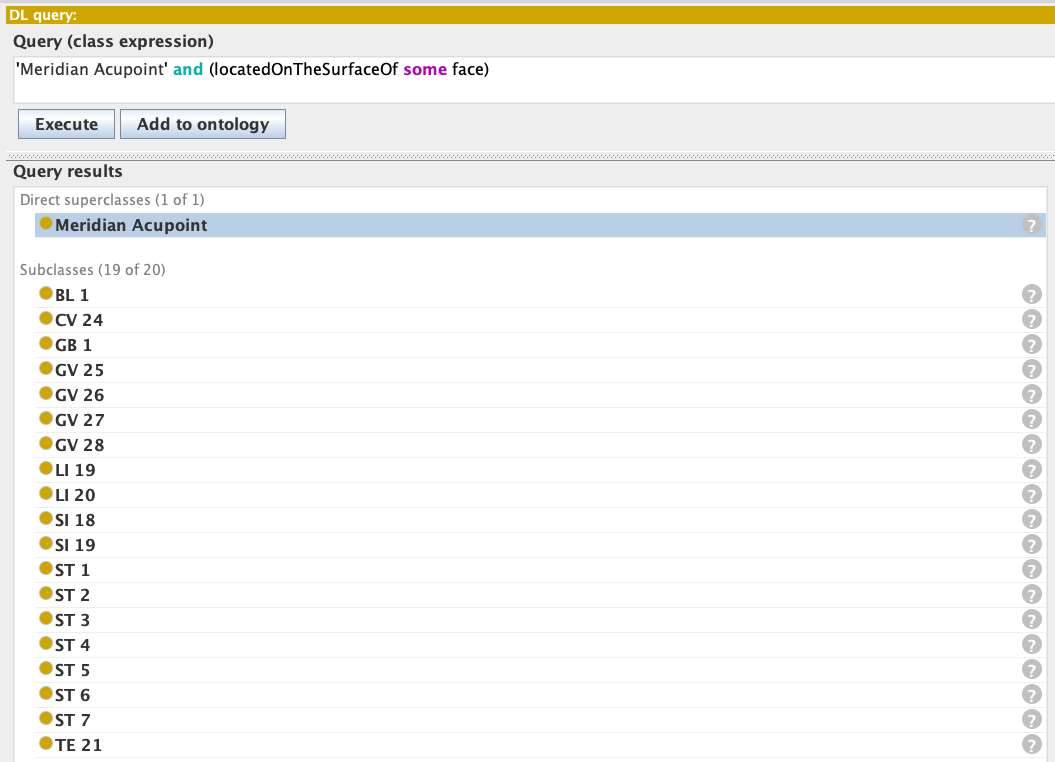 DL query:
Query (class expression)
'Meridian Acupoint' and (locatedOnTheSurfaceOf some face)
Execute Add to ontology
Query results
Direct superclasses (1 of 1)
Meridian Acupoint ?
Subclasses (19 of 20)
BL 1 ?
CV 24 ?
GB 1 ?
GV 25 ?
GV 26 ?
GV 27 ?
GV 28 ?
LI 19 ?
LI 20 ?
SI 18 ?
SI 19 ?
ST 1 ?
ST 2 ?
ST 3 ?
ST 4 ?
ST 5 ?
ST 6 ?
ST 7 ?
TE 21 ?